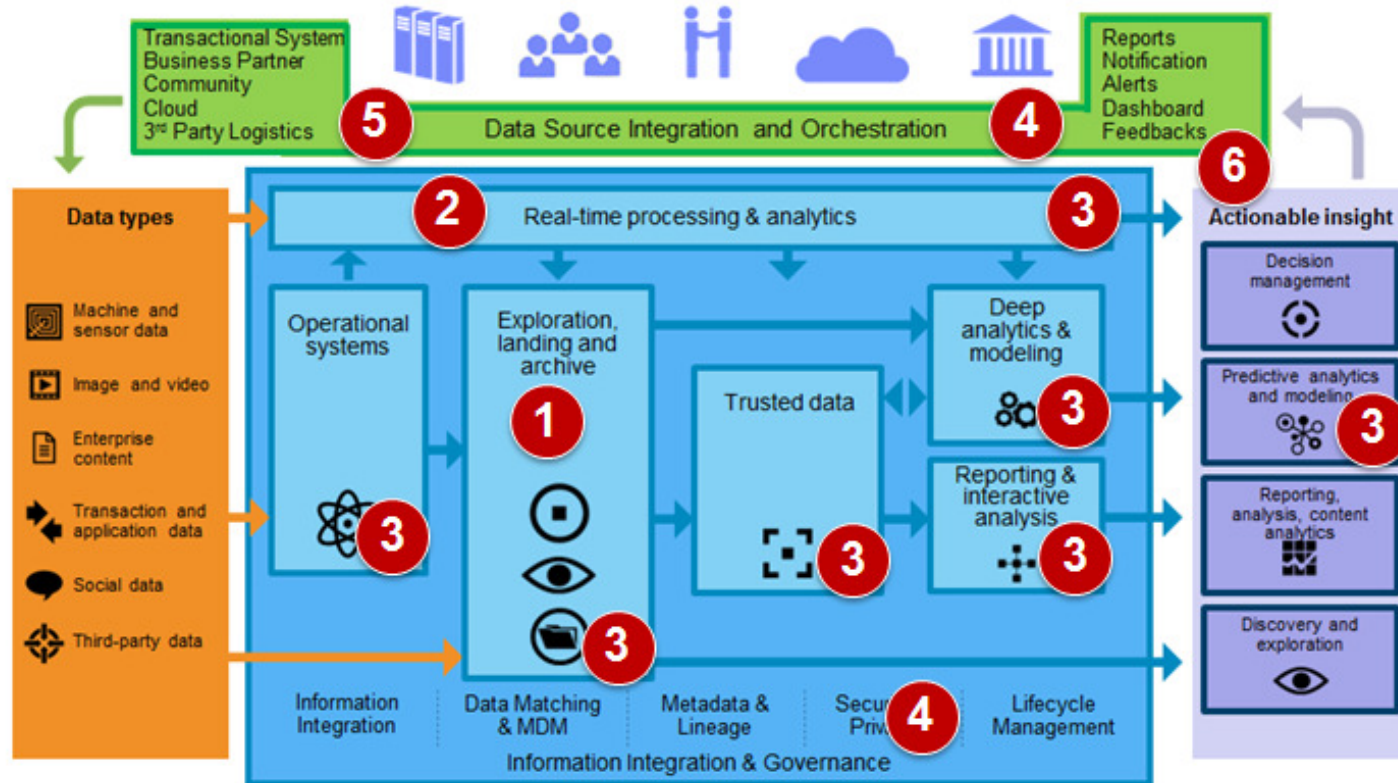 Transactional System
Business Partner
Community
Cloud
3rd Party Logistics
5
Data Source Integration and Orchestration
4
Reports
Notification
Alerts
Dashboard
Feedbacks
6
Data types
Machine and
sensor data
Image and video
Enterprise
content
Transaction and
application data
Social data
Third-party data
2
Real-time processing & analytics
3
Operational
systems
3
Exploration,
landing and
archive
1
3
Trusted data
3
Deep
analytics &
modeling
3
Reporting &
interactive
analysis
3
Information
Integration
Data Matching
& MDM
Metadata &
Lineage
4
Lifecycle
Management
Information Integration & Governance
Actionable insight
Decision
management
Predictive analytics
and modeling
3
Reporting,
analysis, content
analytics
Discovery and
exploration